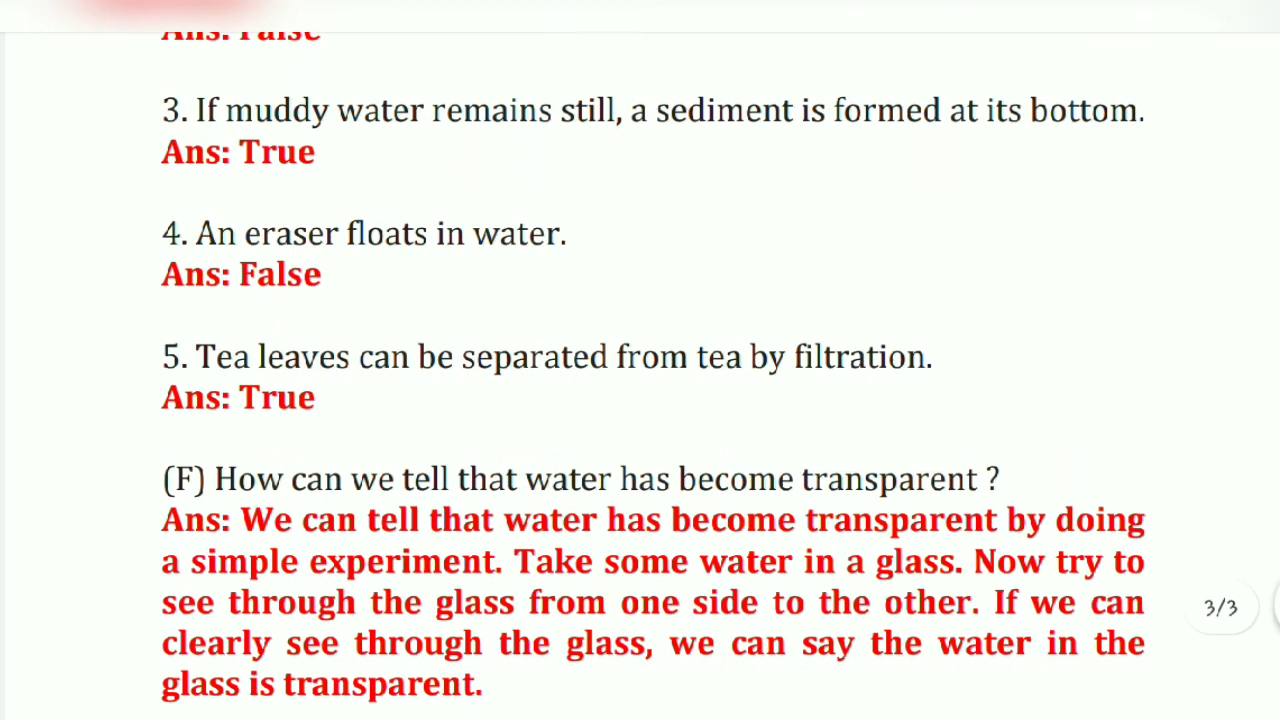 Ans: False
3. If muddy water remains still, a sediment is formed at its bottom.
Ans: True
4. An eraser floats in water.
Ans: False
5. Tea leaves can be separated from tea by filtration.
Ans: True
(F) How can we tell that water has become transparent ?
Ans: We can tell that water has become transparent by doing
a simple experiment. Take some water in a glass. Now try to
see through the glass from one side to the other. If we can
clearly see through the glass, we can say the water in the
glass is transparent.
3/3